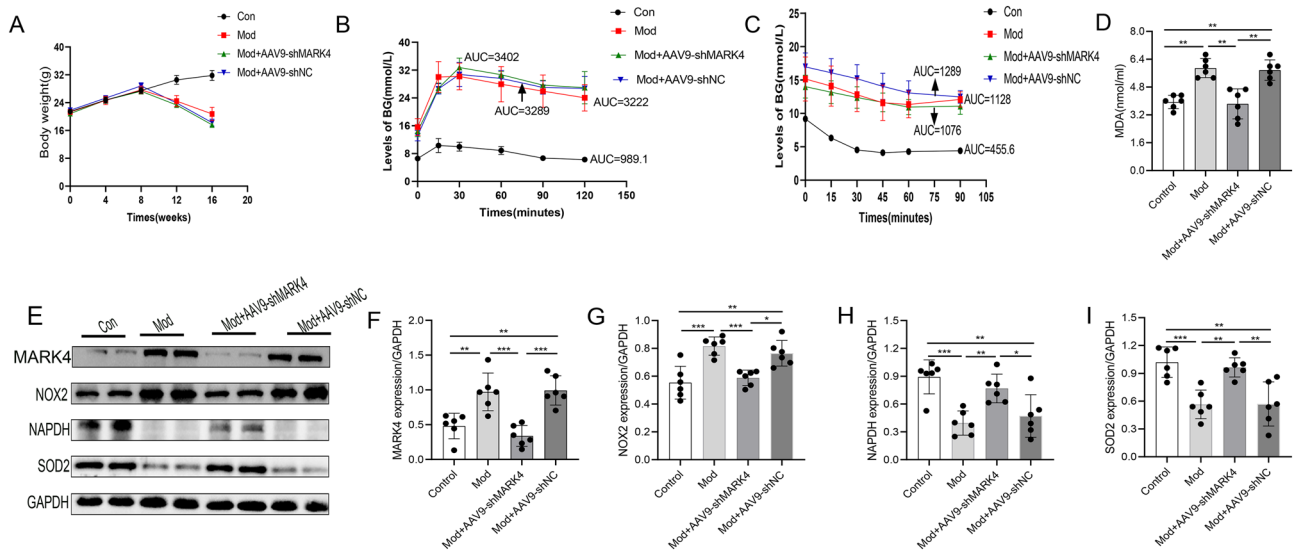 A
Body weight(g)
40
32
24
16
8
0
0
4
8
12
16
20
Times(weeks)
Con
Mod
Mod+AAV9-shMARK4
Mod+AAV9-shNC
B
Levels of BG(mmol/L)
40
32
24
16
8
0
0
30
60
90
120
150
Times(minutes)
AUC=3402
AUC=3289
AUC=3222
AUC=989.1
Con
Mod
Mod+AAV9-shMARK4
Mod+AAV9-shNC
C
Levels of BG(mmol/L)
25
20
15
10
5
0
0
15
30
45
60
75
90
105
Times(minutes)
AUC=1289
AUC=1128
AUC=1076
AUC=455.6
Con
Mod
Mod+AAV9-shMARK4
Mod+AAV9-shNC
D
MDA(nmol/ml)
8.0
6.2
4.8
3.2
1.6
0.0
**
**
**
**
Control
Mod
Mod+AAV9-shMARK4
Mod+AAV9-shNC
E
Con
Mod
Mod+AAV9-shMARK4
Mod+AAV9-shNC
MARK4
NOX2
NAPDH
SOD2
GAPDH
F
MARK4 expression/GAPDH
2.0
1.5
1.0
0.5
0.0
**
**
***
***
Control
Mod
Mod+AAV9-shMARK4
Mod+AAV9-shNC
G
NOX2 expression/GAPDH
1.00
0.75
0.50
0.25
0.00
**
***
***
*
Control
Mod
Mod+AAV9-shMARK4
Mod+AAV9-shNC
H
NAPDH expression/GAPDH
1.2
0.9
0.6
0.3
0.0
**
***
**
*
Control
Mod
Mod+AAV9-shMARK4
Mod+AAV9-shNC
I
SOD2 expression/GAPDH
1.5
1.2
0.9
0.6
0.3
0.0
**
***
**
**
Control
Mod
Mod+AAV9-shMARK4
Mod+AAV9-shNC